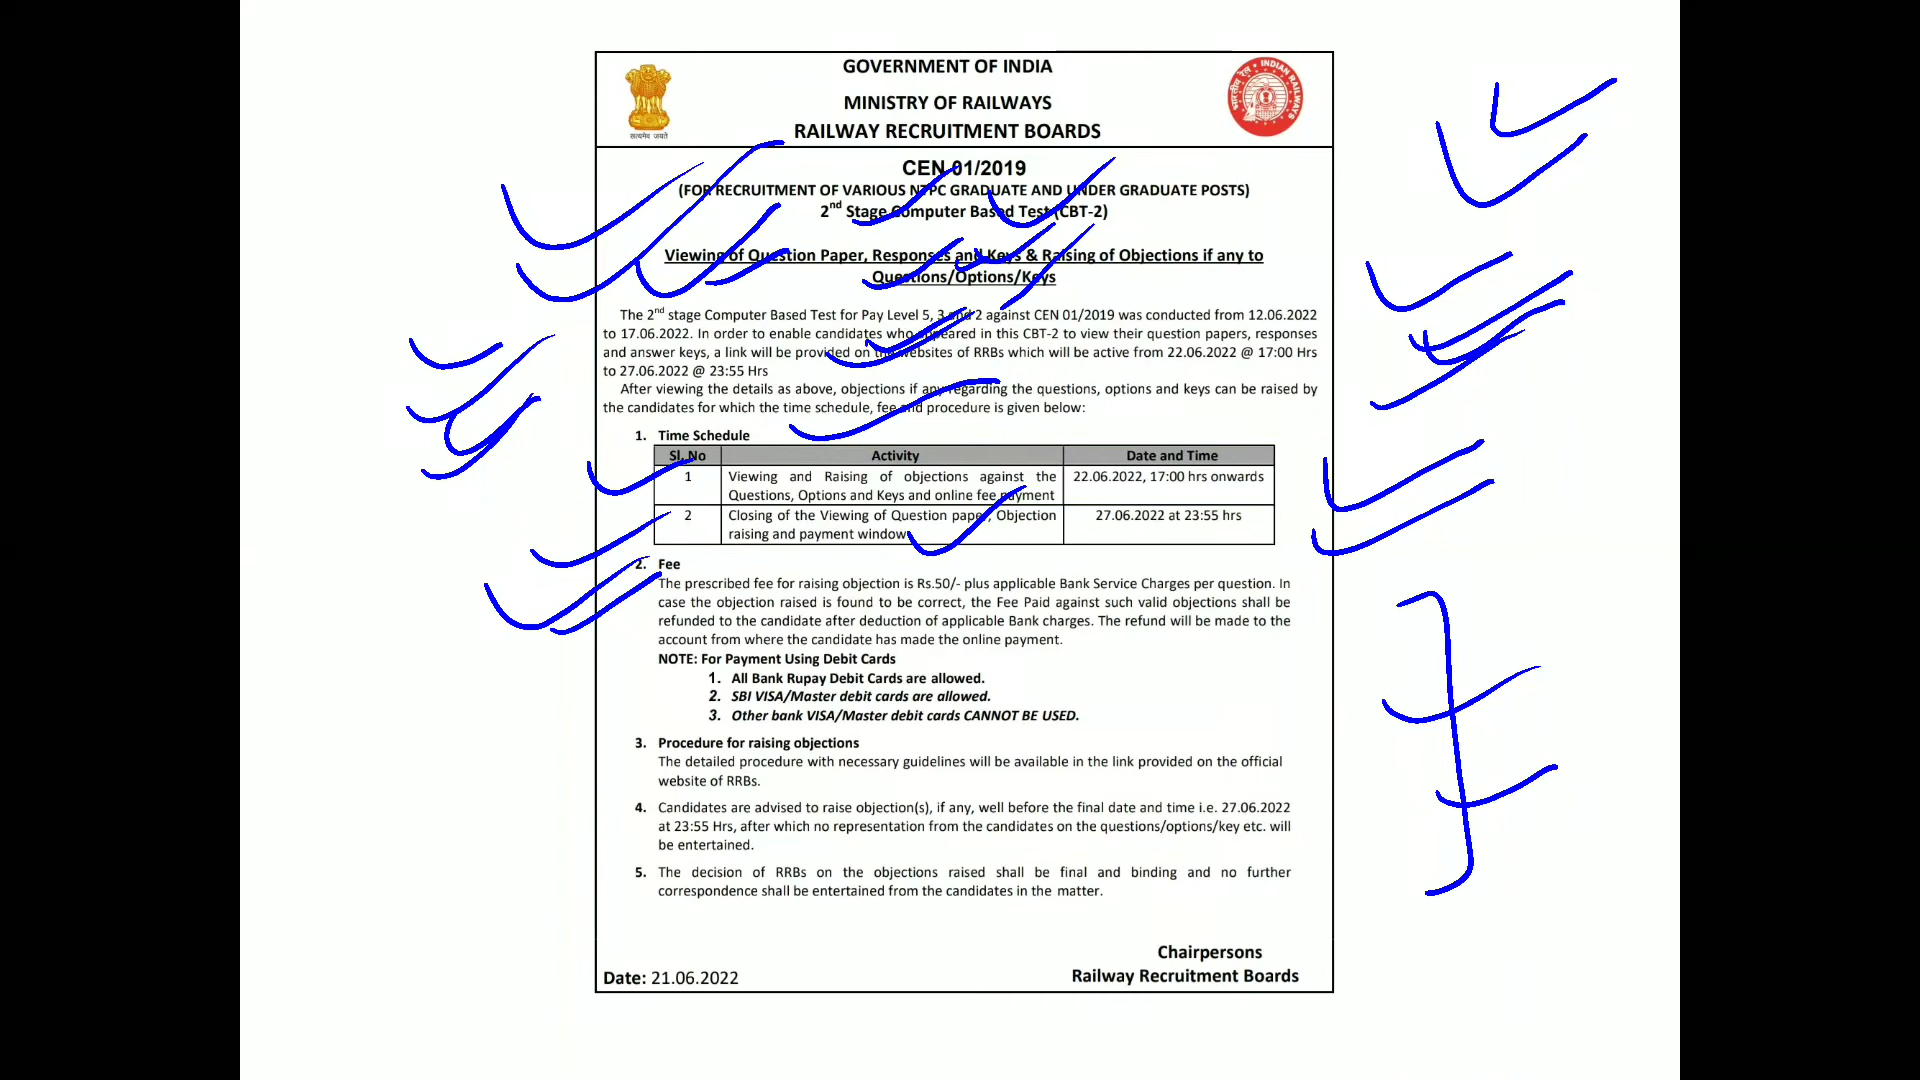 GOVERNMENT OF INDIA
MINISTRY OF RAILWAYS
RAILWAY RECRUITMENT BOARDS
सत्यमेव जयते
भारतीय रेल INDIAN RAILWAYS
CEN 01/2019
(FOR RECRUITMENT OF VARIOUS NTPC GRADUATE AND UNDER GRADUATE POSTS)
2nd Stage Computer Based Test (CBT-2)
Viewing of Question Paper, Responses and Keys & Raising of Objections if any to
Questions/Options/Keys
The 2nd stage Computer Based Test for Pay Level 5, 3 and 2 against CEN 01/2019 was conducted from 12.06.2022
to 17.06.2022. In order to enable candidates who appeared in this CBT-2 to view their question papers, responses
and answer keys, a link will be provided on the websites of RRBs which will be active from 22.06.2022 @ 17:00 Hrs
to 27.06.2022 @ 23:55 Hrs
After viewing the details as above, objections if any regarding the questions, options and keys can be raised by
the candidates for which the time schedule, fee and procedure is given below:
1. Time Schedule
Sl. No Activity Date and Time
1 Viewing and Raising of objections against the 22.06.2022, 17:00 hrs onwards
Questions, Options and Keys and online fee payment
2 Closing of the Viewing of Question paper, Objection 27.06.2022 at 23:55 hrs
raising and payment window
2. Fee
The prescribed fee for raising objection is Rs.50/- plus applicable Bank Service Charges per question. In
case the objection raised is found to be correct, the Fee Paid against such valid objections shall be
refunded to the candidate after deduction of applicable Bank charges. The refund will be made to the
account from where the candidate has made the online payment.
NOTE: For Payment Using Debit Cards
1. All Bank Rupay Debit Cards are allowed.
2. SBI VISA/Master debit cards are allowed.
3. Other bank VISA/Master debit cards CANNOT BE USED.
3. Procedure for raising objections
The detailed procedure with necessary guidelines will be available in the link provided on the official
website of RRBs.
4. Candidates are advised to raise objection(s), if any, well before the final date and time i.e. 27.06.2022
at 23:55 Hrs, after which no representation from the candidates on the questions/options/key etc. will
be entertained.
5. The decision of RRBs on the objections raised shall be final and binding and no further
correspondence shall be entertained from the candidates in the matter.
Chairpersons
Date: 21.06.2022 Railway Recruitment Boards